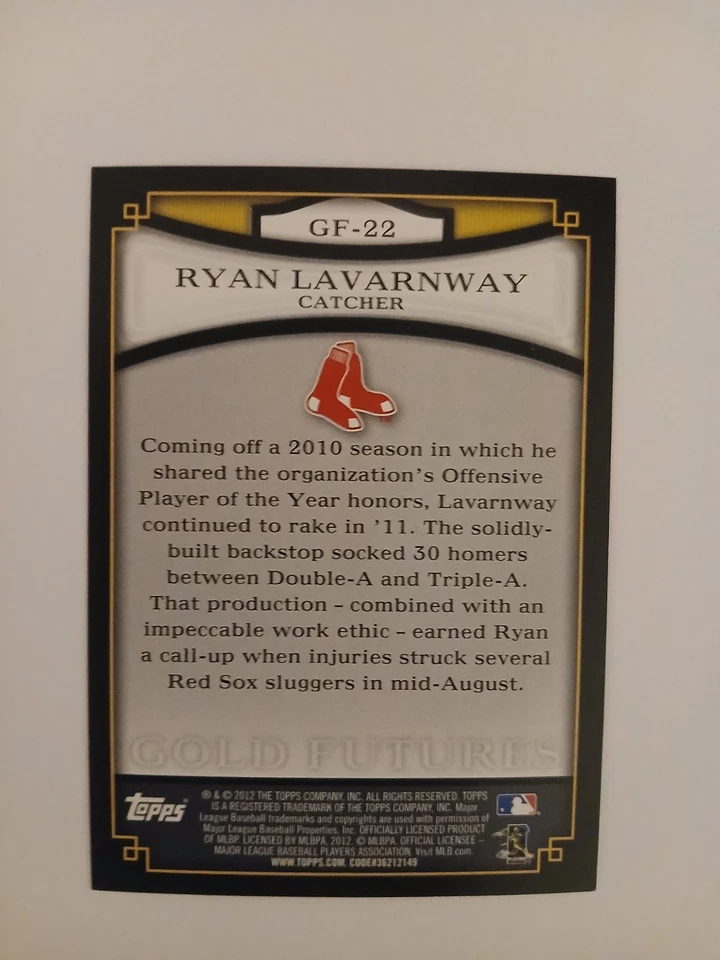 GF-22
RYAN LAVARNWAY
CATCHER
Coming off a 2010 season in which he
shared the organization's Offensive
Player of the Year honors, Lavarnway
continued to rake in '11. The solidly-
built backstop socked 30 homers
between Double-A and Triple-A.
That production – combined with an
impeccable work ethic – earned Ryan
a call-up when injuries struck several
Red Sox sluggers in mid-August.
GOLD FUTURES
topps
® & © 2012 THE TOPPS COMPANY, INC. ALL RIGHTS RESERVED. TOPPS
IS A REGISTERED TRADEMARK OF THE TOPPS COMPANY, INC. Major
League Baseball trademarks and copyrights are used with permission of
Major League Baseball Properties, Inc. OFFICIALLY LICENSED PRODUCT
OF MLBP. LICENSED BY MLBPA, 2012. © MLBPA. OFFICIAL LICENSEE –
MAJOR LEAGUE BASEBALL PLAYERS ASSOCIATION. Visit MLB.com.
WWW.TOPPS.COM. CODE#36212149